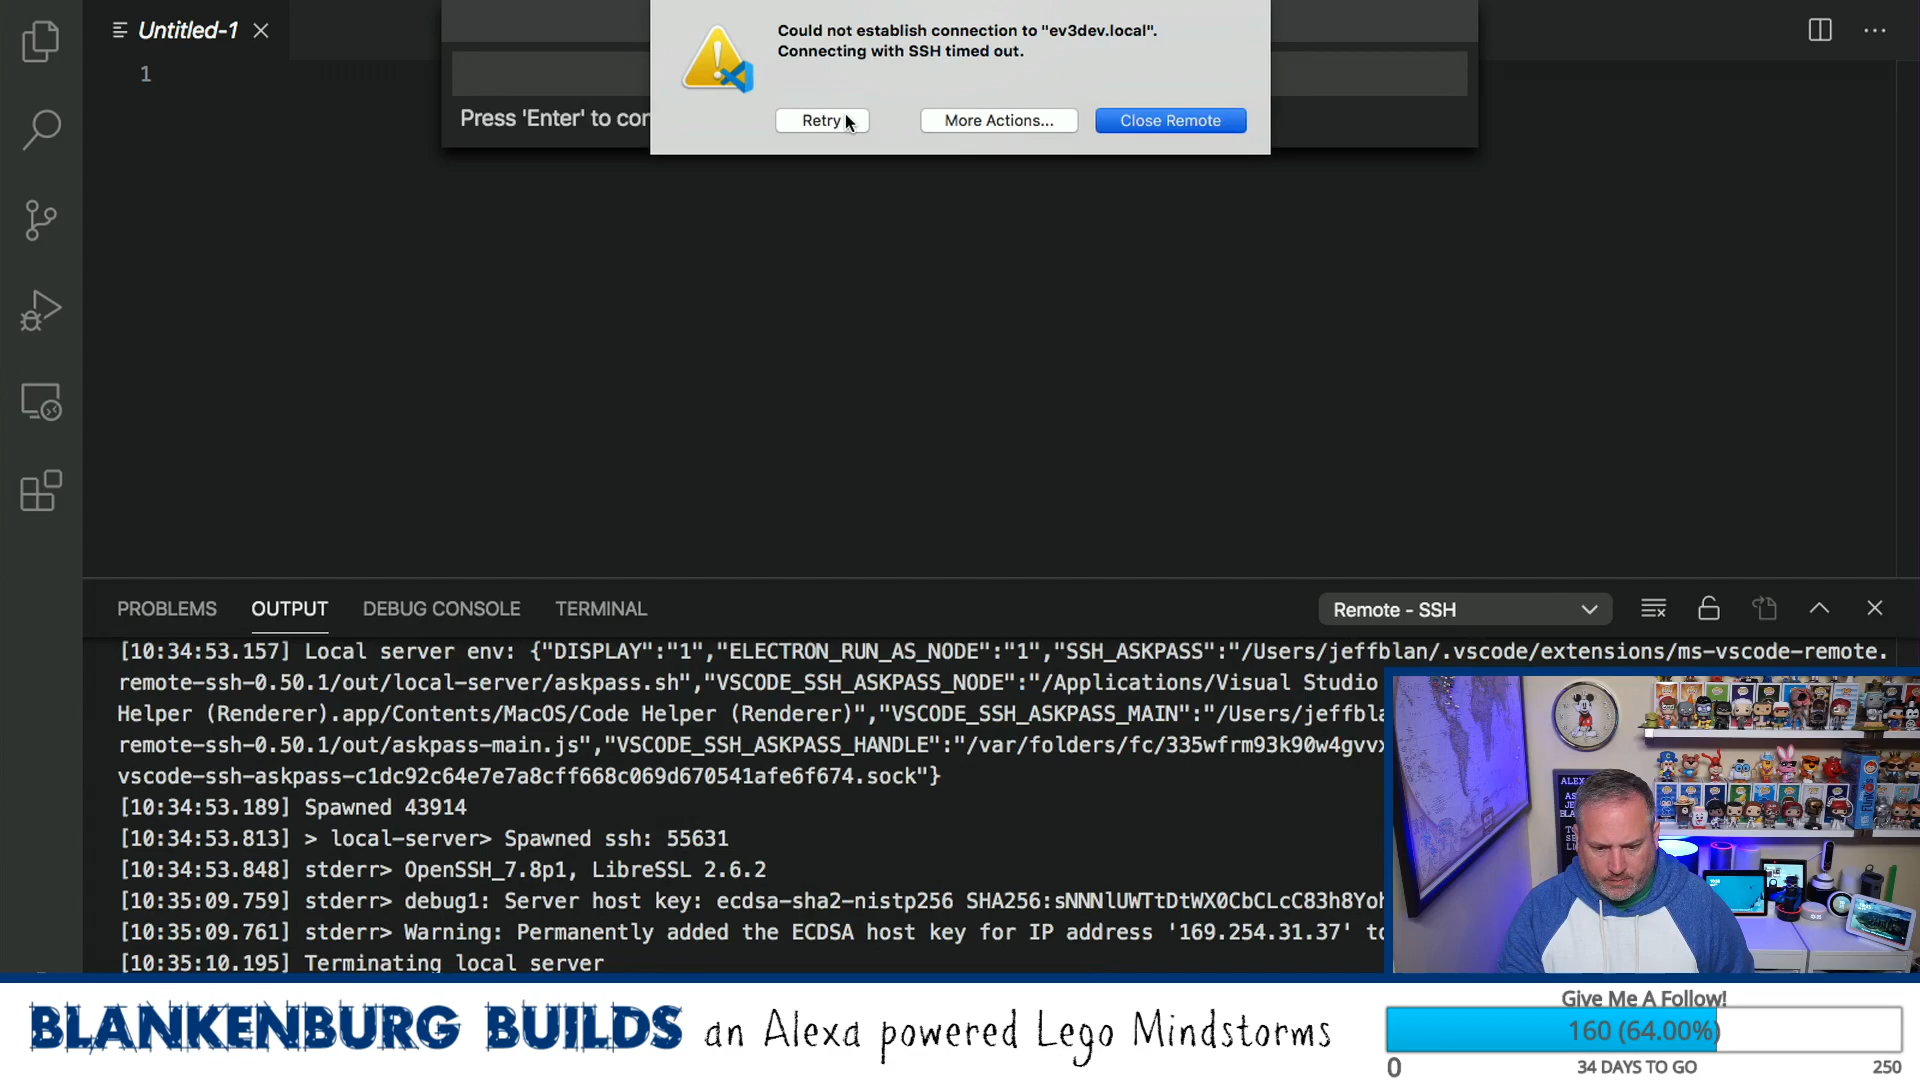 Untitled-1
1
Could not establish connection to "ev3dev.local".
Connecting with SSH timed out.
Retry
More Actions...
Close Remote
Press 'Enter' to cor
PROBLEMS
OUTPUT
DEBUG CONSOLE
TERMINAL
Remote - SSH
[10:34:53.157] Local server env: {"DISPLAY":"1","ELECTRON_RUN_AS_NODE":"1","SSH_ASKPASS":"/Users/jeffblan/.vscode/extensions/ms-vscode-remote.
remote-ssh-0.50.1/out/local-server/askpass.sh","VSCODE_SSH_ASKPASS_NODE":"/Applications/Visual Studio
Helper (Renderer).app/Contents/MacOS/Code Helper (Renderer)","VSCODE_SSH_ASKPASS_MAIN":"/Users/jeffbla
remote-ssh-0.50.1/out/askpass-main.js","VSCODE_SSH_ASKPASS_HANDLE":"/var/folders/fc/335wfrm93k90w4gvvx
vscode-ssh-askpass-c1dc92c64e7e7a8cff668c069d670541afe6f674.sock"}
[10:34:53.189] Spawned 43914
[10:34:53.813] > local-server> Spawned ssh: 55631
[10:34:53.848] stderr> OpenSSH_7.8p1, LibreSSL 2.6.2
[10:35:09.759] stderr> debug1: Server host key: ecdsa-sha2-nistp256 SHA256:sNNNlUWTtDtWX0CbCLcC83h8Yoh
[10:35:09.761] stderr> Warning: Permanently added the ECDSA host key for IP address '169.254.31.37' to
[10:35:10.195] Terminating local server
BLANKENBURG BUILDS an Alexa powered Lego Mindstorms
Give Me A Follow!
160 (64.00%)
0
34 DAYS TO GO
250